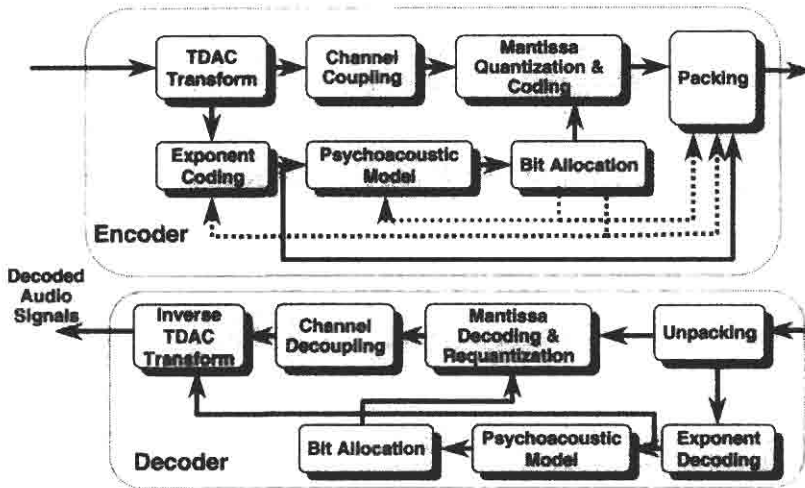 TDAC
Transform
Channel
Coupling
Mantissa
Quantization &
Coding
Packing
Exponent
Coding
Psychoacoustic
Model
Bit Allocation
Encoder
Decoded
Audio
Signals
Inverse
TDAC
Transform
Channel
Decoupling
Mantissa
Decoding &
Requantization
Unpacking
Bit Allocation
Psychoacoustic
Model
Exponent
Decoding
Decoder